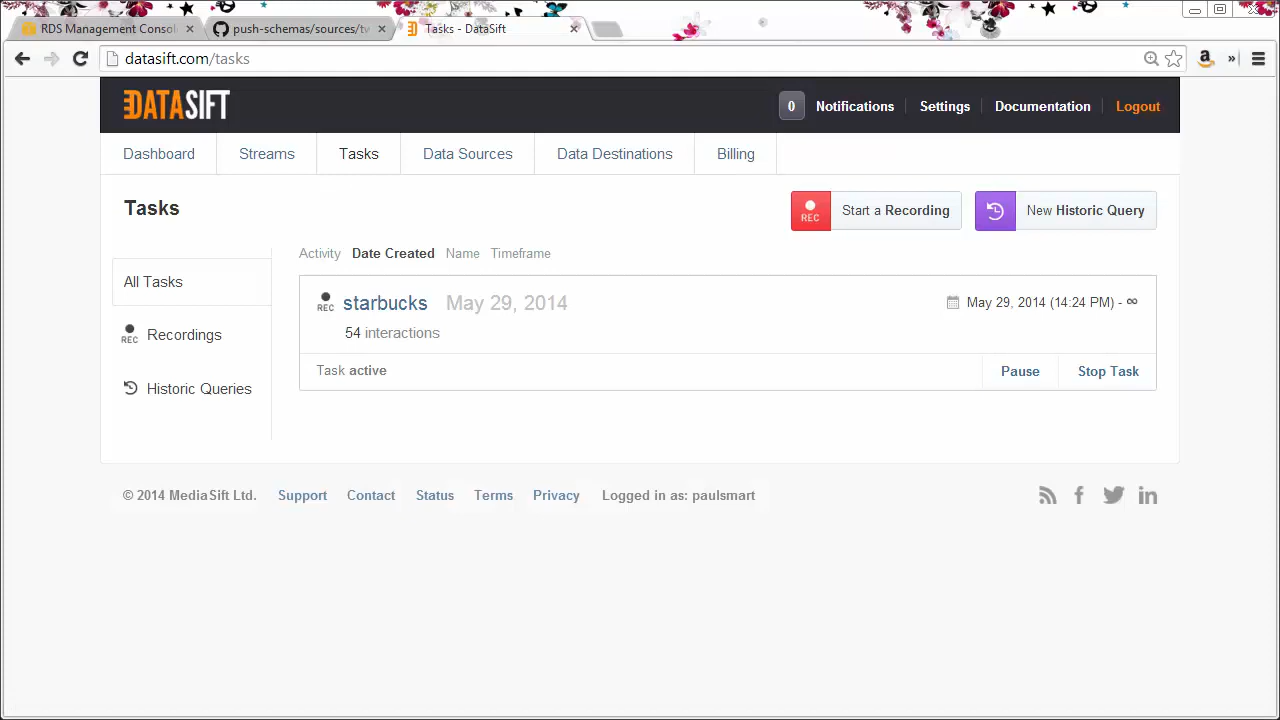 RDS Management Consol
push-schemas/sources/tw
Tasks - DataSift
datasift.com/tasks
DATASIFT
0 Notifications Settings Documentation Logout
Dashboard Streams Tasks Data Sources Data Destinations Billing
Tasks
REC Start a Recording
New Historic Query
Activity Date Created Name Timeframe
All Tasks
REC Recordings
Historic Queries
REC starbucks May 29, 2014
May 29, 2014 (14:24 PM) - ∞
54 interactions
Task active
Pause Stop Task
© 2014 MediaSift Ltd. Support Contact Status Terms Privacy Logged in as: paulsmart